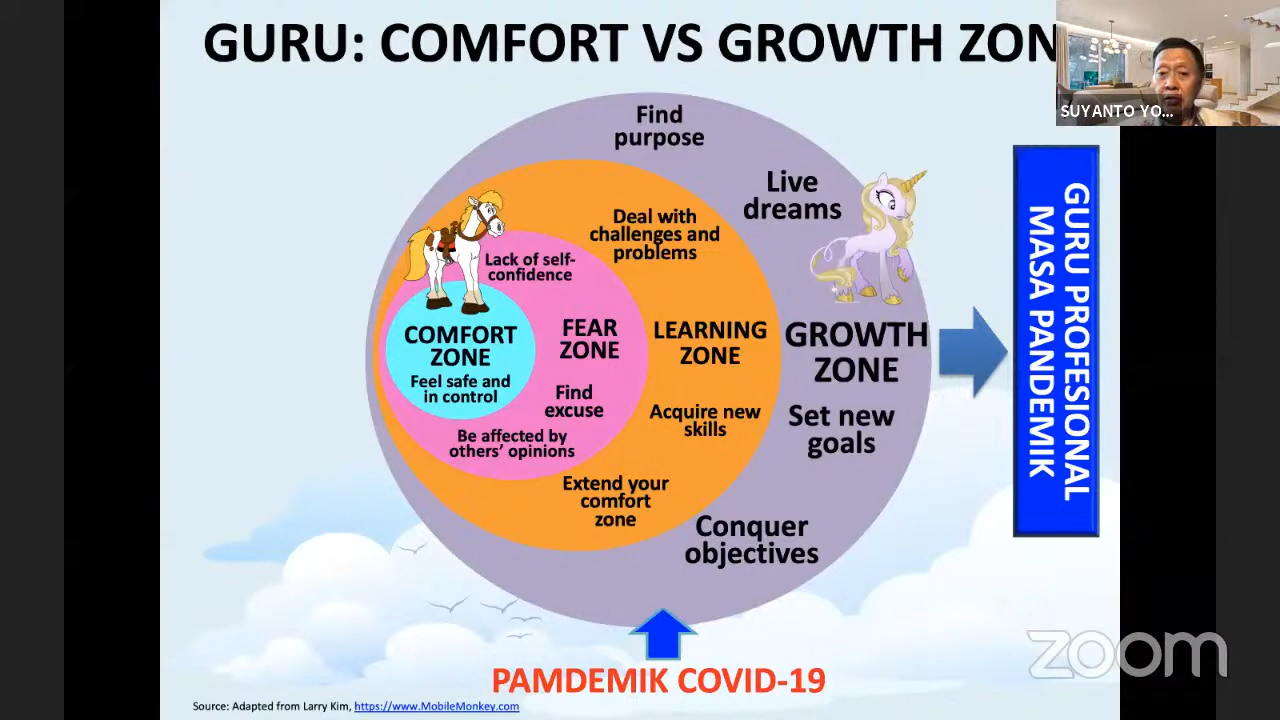 GURU: COMFORT VS GROWTH ZON
SUYANTO YO...
Find
purpose
Live
dreams
Deal with
challenges and
problems
Lack of self-
confidence
COMFORT
ZONE
Feel safe and
in control
FEAR
ZONE
LEARNING
ZONE
GROWTH
ZONE
Find
excuse
Acquire new
skills
Set new
goals
Be affected by
others’ opinions
Extend your
comfort
zone
Conquer
objectives
GURU PROFESIONAL
MASA PANDEMIK
zoom
PAMDEMIK COVID-19
Source: Adapted from Larry Kim, https://www.MobileMonkey.com